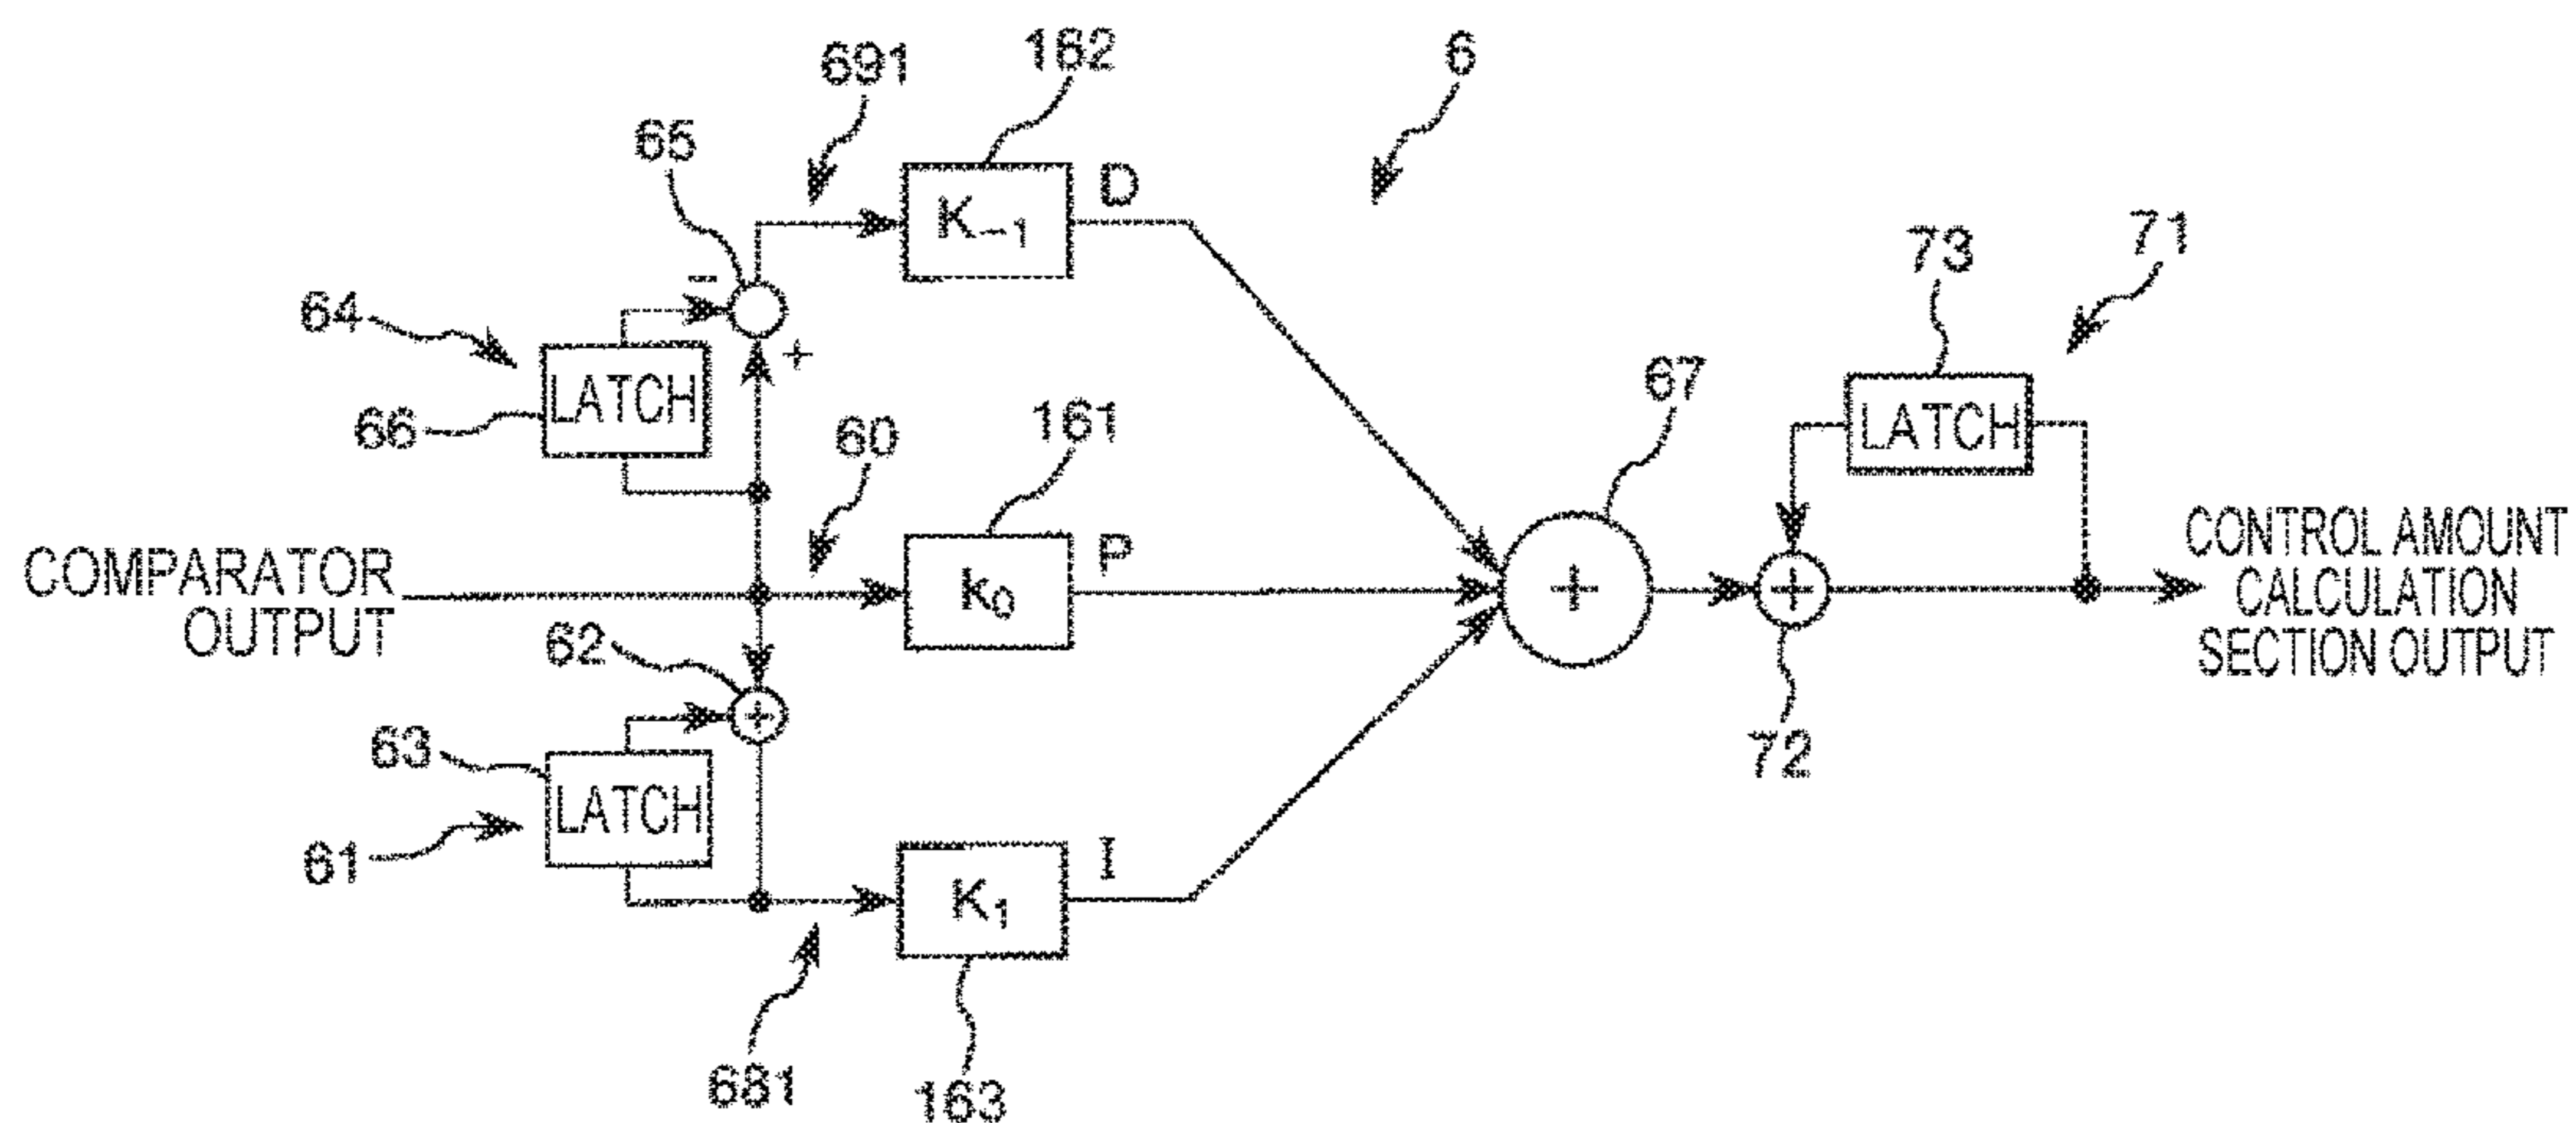 162
691
6
65
K₋₁
D
71
73
-
64
+
67
LATCH
LATCH
66
60
161
CONTROL AMOUNT
CALCULATION
SECTION OUTPUT
COMPARATOR
OUTPUT
k₀
P
+
+
62
+
72
63
LATCH
61
K₁
I
681
163